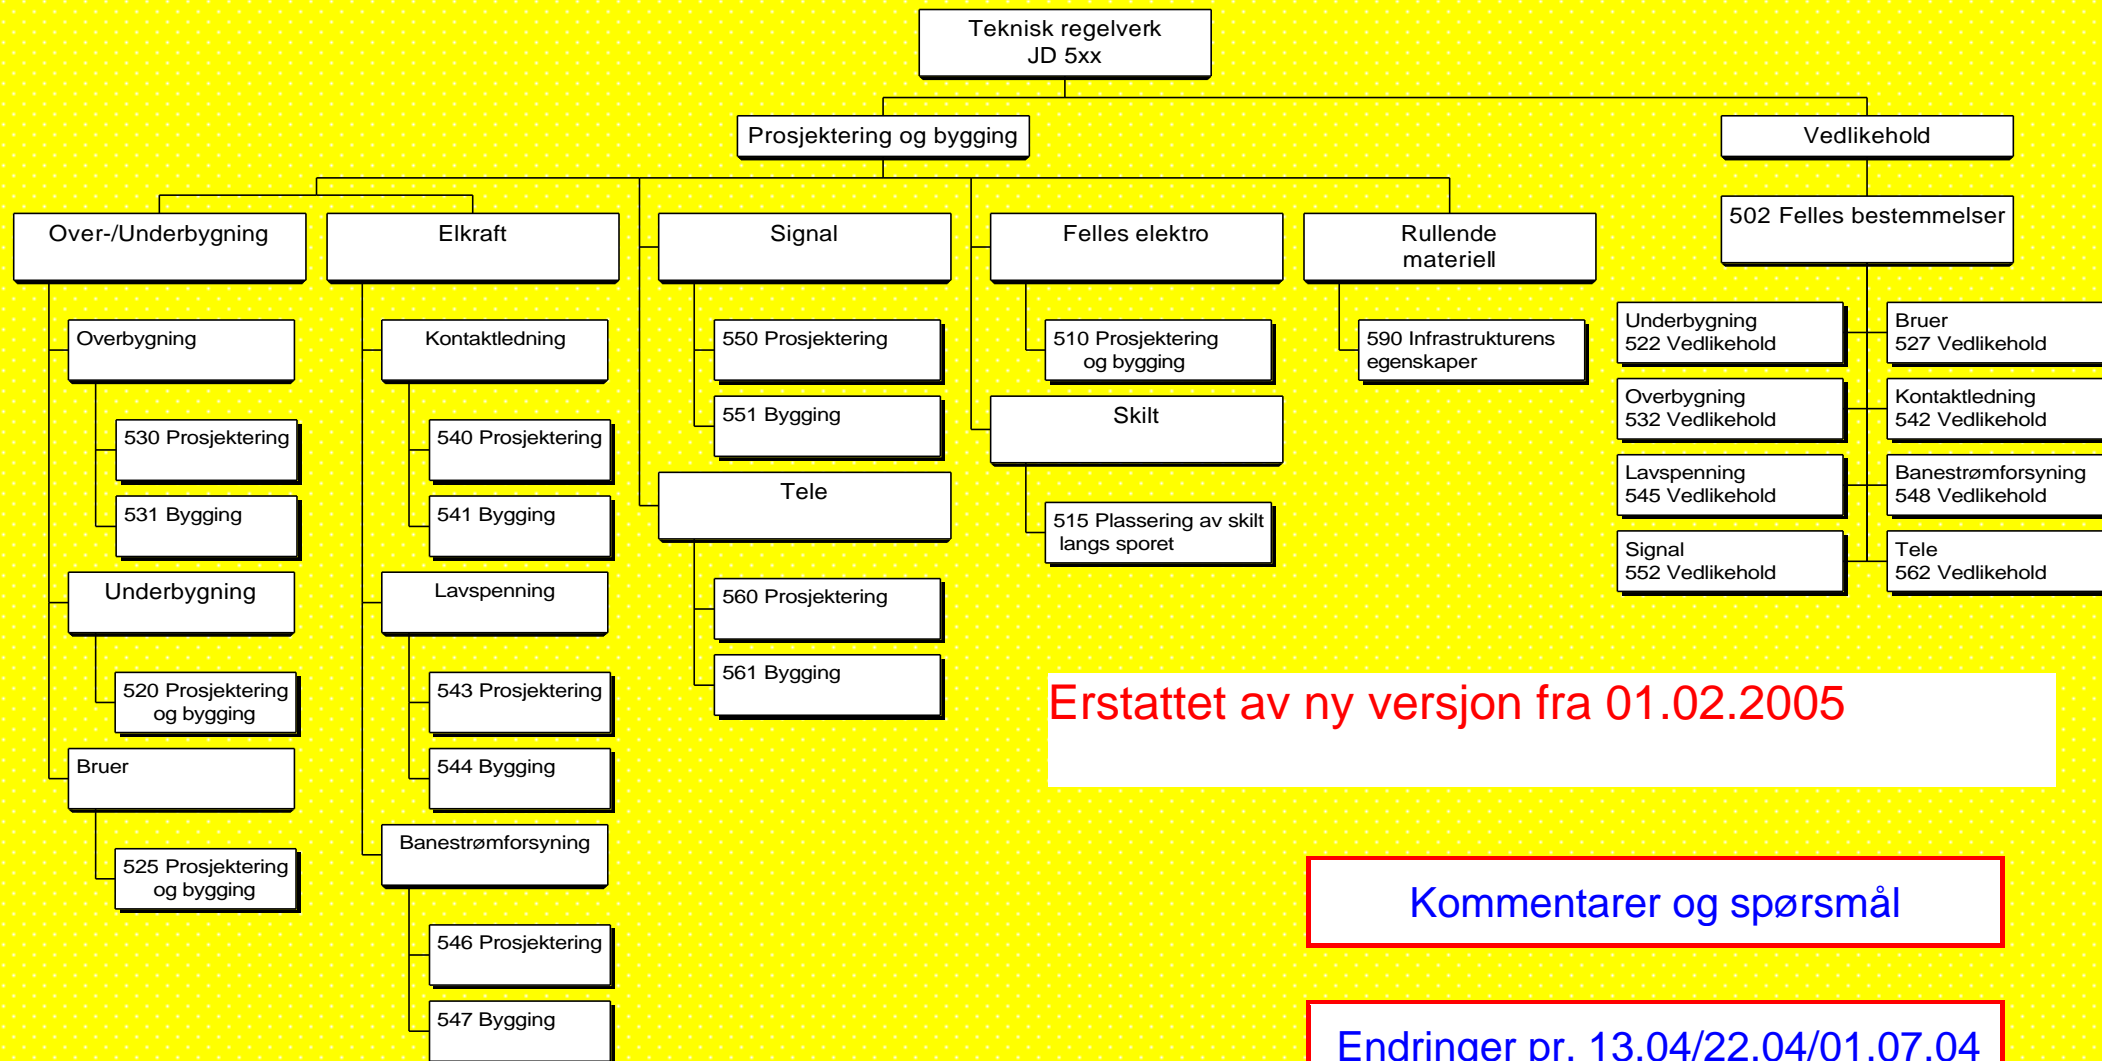 Teknisk regelverk
JD 5xx
Prosjektering og bygging
Vedlikehold
Over-/Underbygning
Overbygning
530 Prosjektering
531 Bygging
Underbygning
520 Prosjektering
og bygging
Bruer
525 Prosjektering
og bygging
Elkraft
Kontaktledning
540 Prosjektering
541 Bygging
Lavspenning
543 Prosjektering
544 Bygging
Banestrømforsyning
546 Prosjektering
547 Bygging
Signal
550 Prosjektering
551 Bygging
Tele
560 Prosjektering
561 Bygging
Felles elektro
510 Prosjektering
og bygging
Skilt
515 Plassering av skilt
langs sporet
Rullende
materiell
590 Infrastrukturens
egenskaper
502 Felles bestemmelser
Underbygning
522 Vedlikehold
Bruer
527 Vedlikehold
Overbygning
532 Vedlikehold
Kontaktledning
542 Vedlikehold
Lavspenning
545 Vedlikehold
Banestrømforsyning
548 Vedlikehold
Signal
552 Vedlikehold
Tele
562 Vedlikehold
Erstattet av ny versjon fra 01.02.2005
Kommentarer og spørsmål
Endringer pr. 13.04/22.04/01.07.04